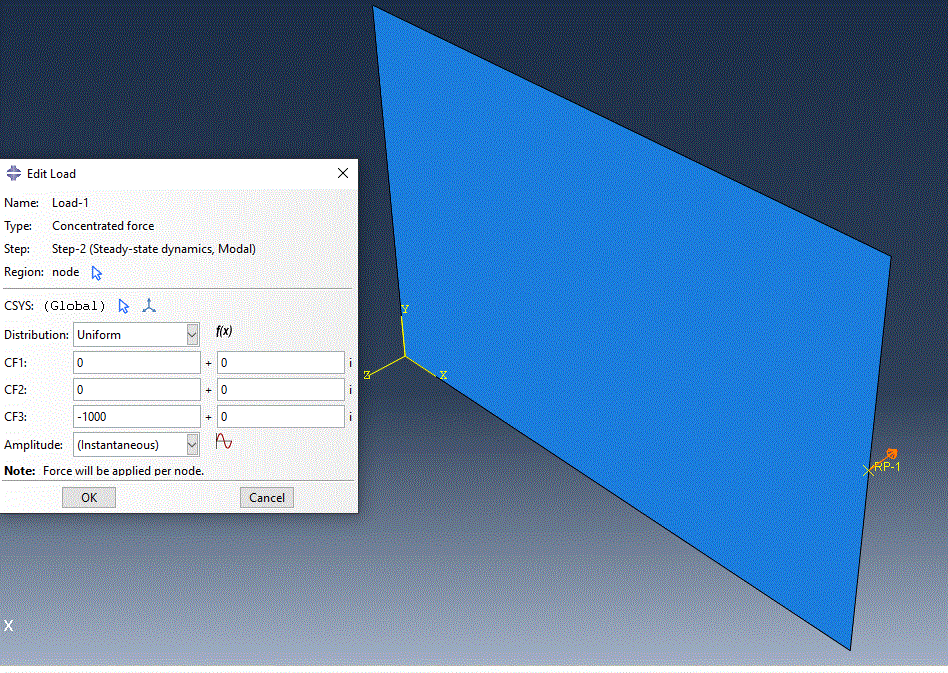 Edit Load
Name: Load-1
Type: Concentrated force
Step: Step-2 (Steady-state dynamics, Modal)
Region: node
CSYS: (Global)
Distribution: Uniform f(x)
CF1: 0 + 0 i
CF2: 0 + 0 i
CF3: -1000 + 0 i
Amplitude: (Instantaneous)
Note: Force will be applied per node.
OK Cancel
Y
Z X
RP-1
X